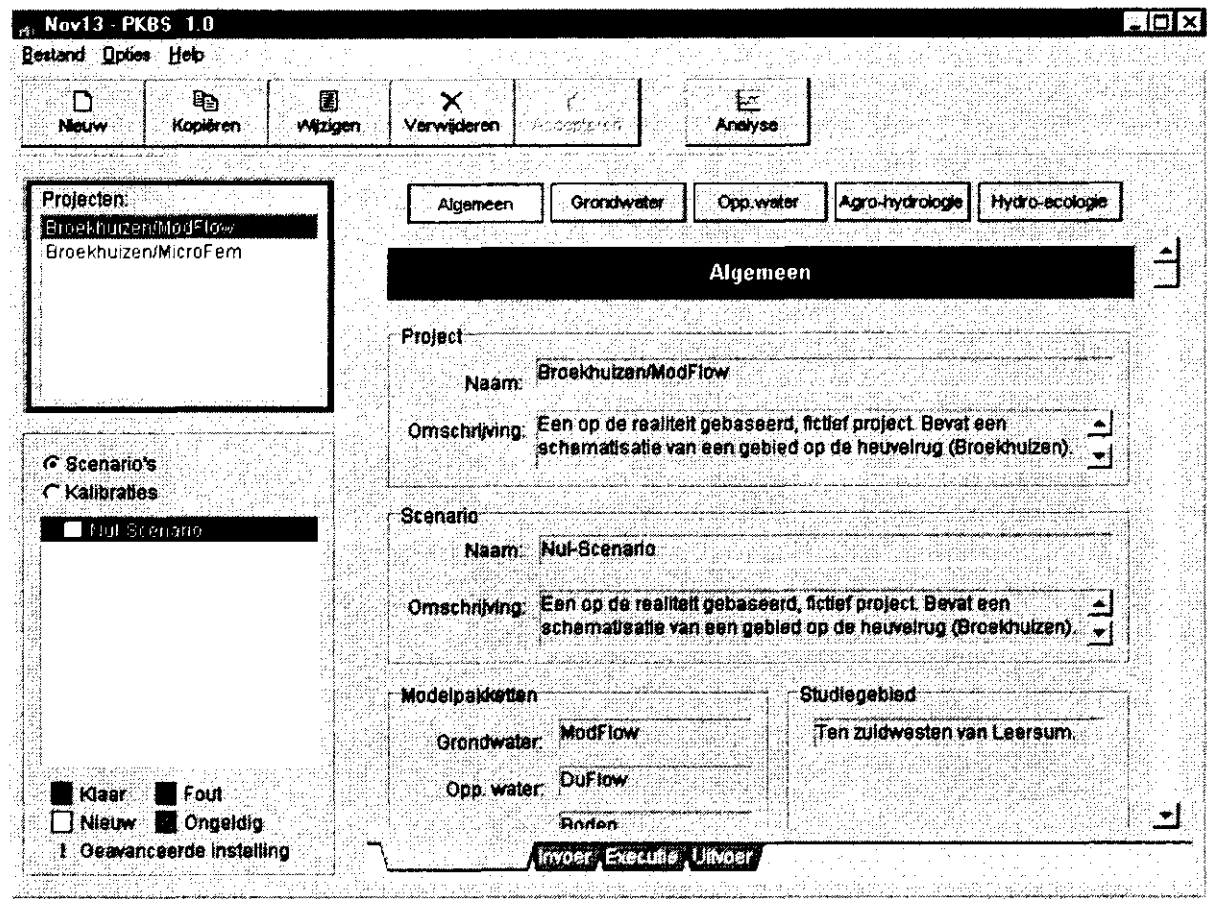 Nov13 - PKBS 1.0
Bestand Opties Help
Nieuw Kopiëren Wijzigen Verwijderen Accepteren Analyse
Projecten:
Broekhuizen/ModFlow
Broekhuizen/MicroFem
Algemeen Grondwater Opp.water Agro-hydrologie Hydro-ecologie
Algemeen
Project
Naam: Broekhuizen/ModFlow
Omschrijving: Een op de realiteit gebaseerd, fictief project. Bevat een
schematisatie van een gebied op de heuvelrug (Broekhuizen).
Scenario's
Kalibraties
Nul-Scenario
Scenario
Naam: Nul-Scenario
Omschrijving: Een op de realiteit gebaseerd, fictief project. Bevat een
schematisatie van een gebied op de heuvelrug (Broekhuizen).
Modelpakketten
Grondwater: ModFlow
Opp. water: DuFlow
Boden
Studiegebied
Ten zuidwesten van Leersum.
Klaar Fout
Nieuw Ongeldig
! Geavanceerde instelling
Invoer Executie Uitvoer